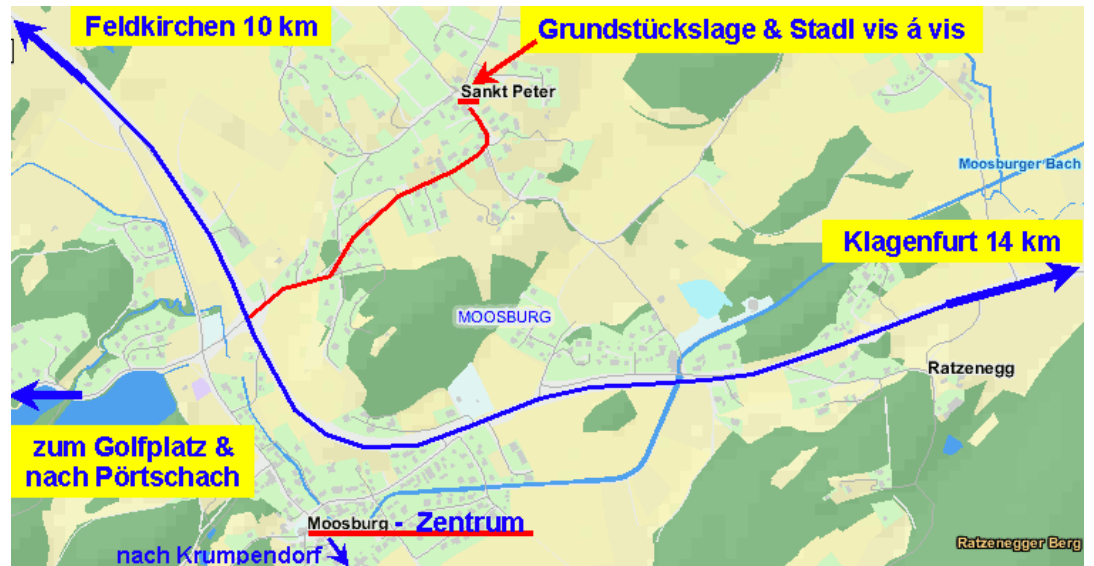 Feldkirchen 10 km
Grundstückslage & Stadl vis á vis
Sankt Peter
Moosburger Bach
Klagenfurt 14 km
MOOSBURG
Ratzenegg
zum Golfplatz &
nach Pörtschach
Moosburg - Zentrum
nach Krumpendorf
Ratzenegger Berg